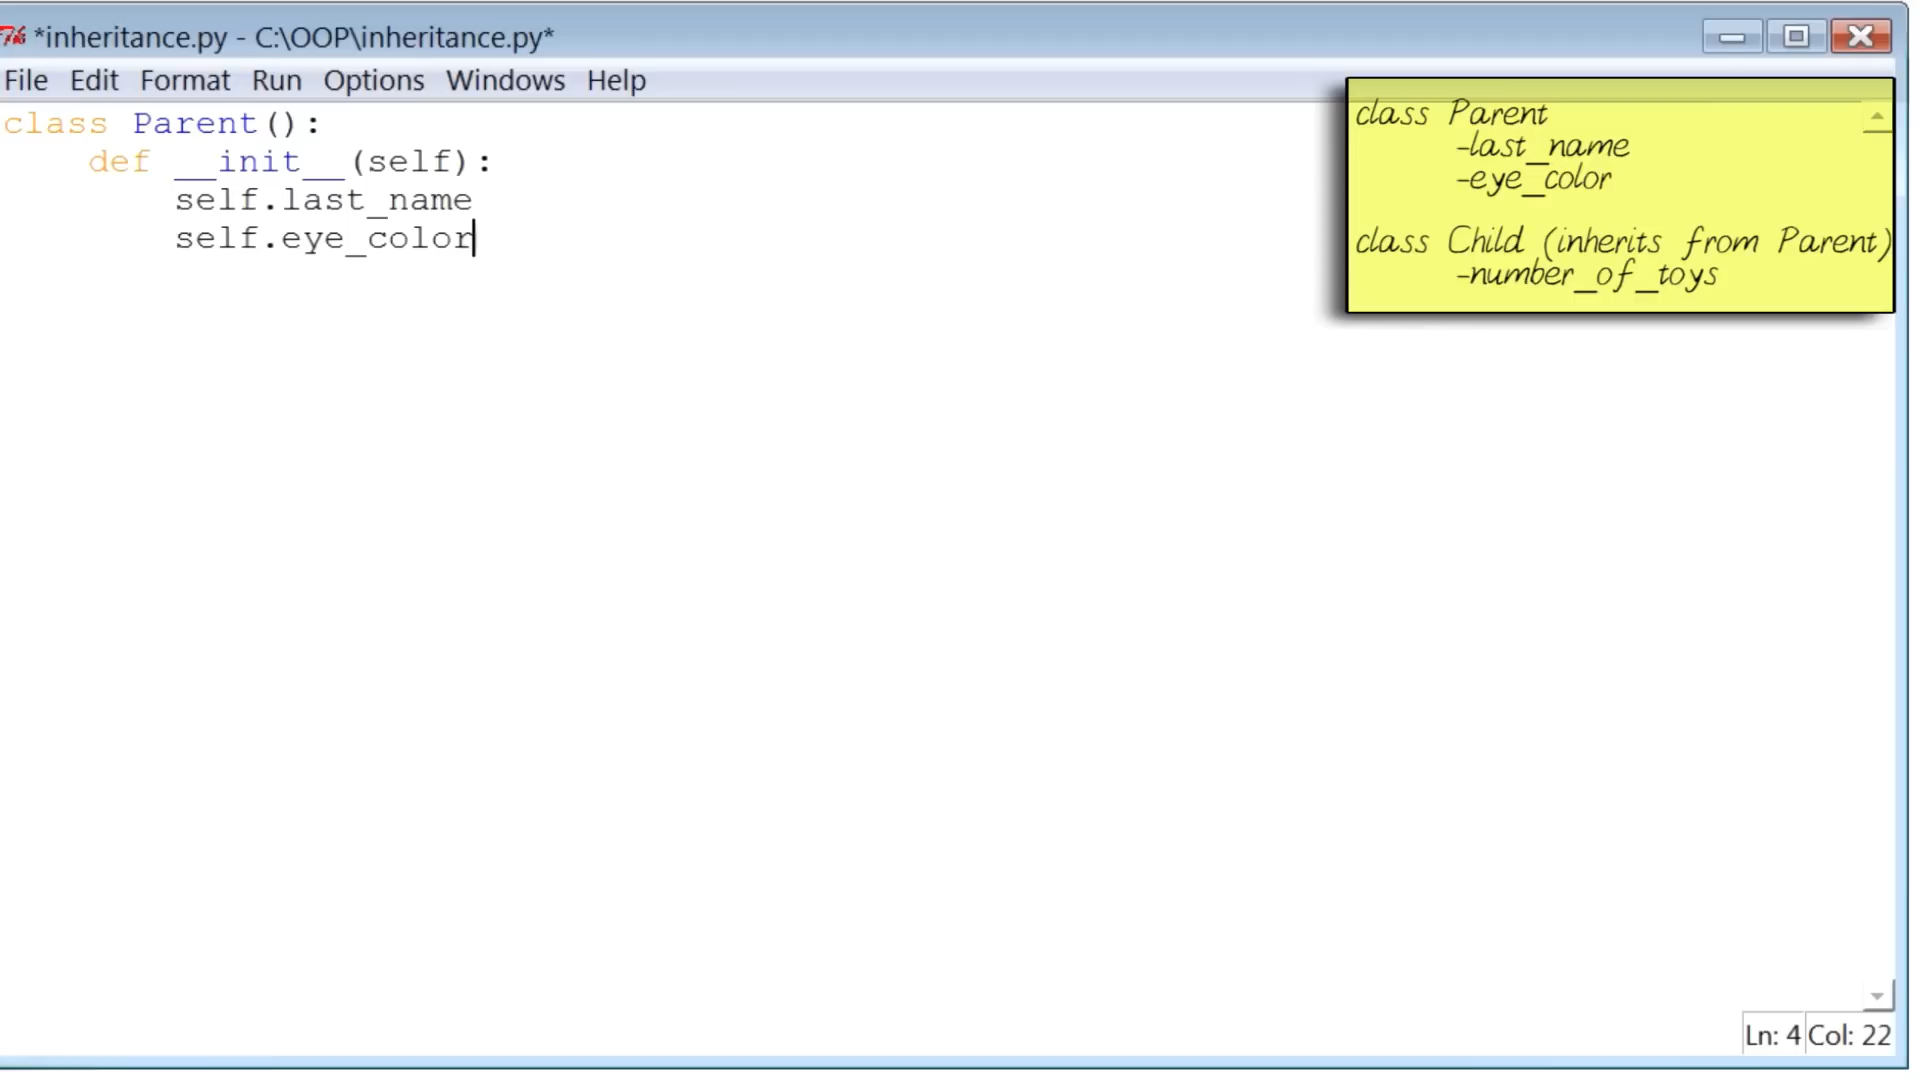 *inheritance.py - C:\OOP\inheritance.py*
File Edit Format Run Options Windows Help
class Parent():
    def __init__(self):
        self.last_name
        self.eye_color
class Parent
-last_name
-eye_color
class Child (inherits from Parent)
-number_of_toys
Ln: 4 Col: 22